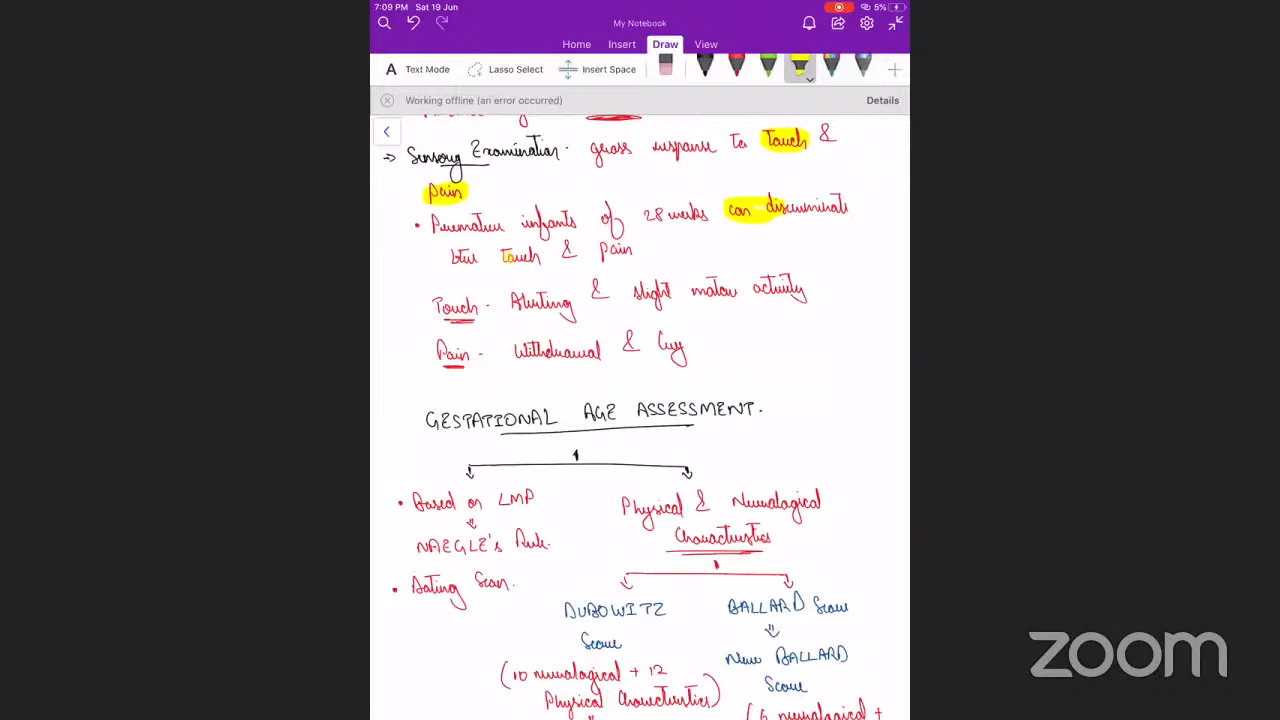 7:09 PM Sat 19 Jun
5%
My Notebook
Home Insert Draw View
A Text Mode Lasso Select Insert Space
Working offline (an error occurred) Details
→ Sensory Examination. gross response to Touch &
Pain
• Premature infants of 28 weeks can discriminate
btw touch & pain
Touch - Alerting & slight motor activity
Pain - Withdrawal & Cry
GESTATIONAL AGE ASSESSMENT.
• Based on LMP
NAEGLE's Rule.
• Dating Scan.
Physical & Neurological
Characteristics
DUBOWITZ
Score
(10 neurological + 12
Physical Characteristics)
BALLARD Score
New BALLARD
Score
(6 neurological +
zoom